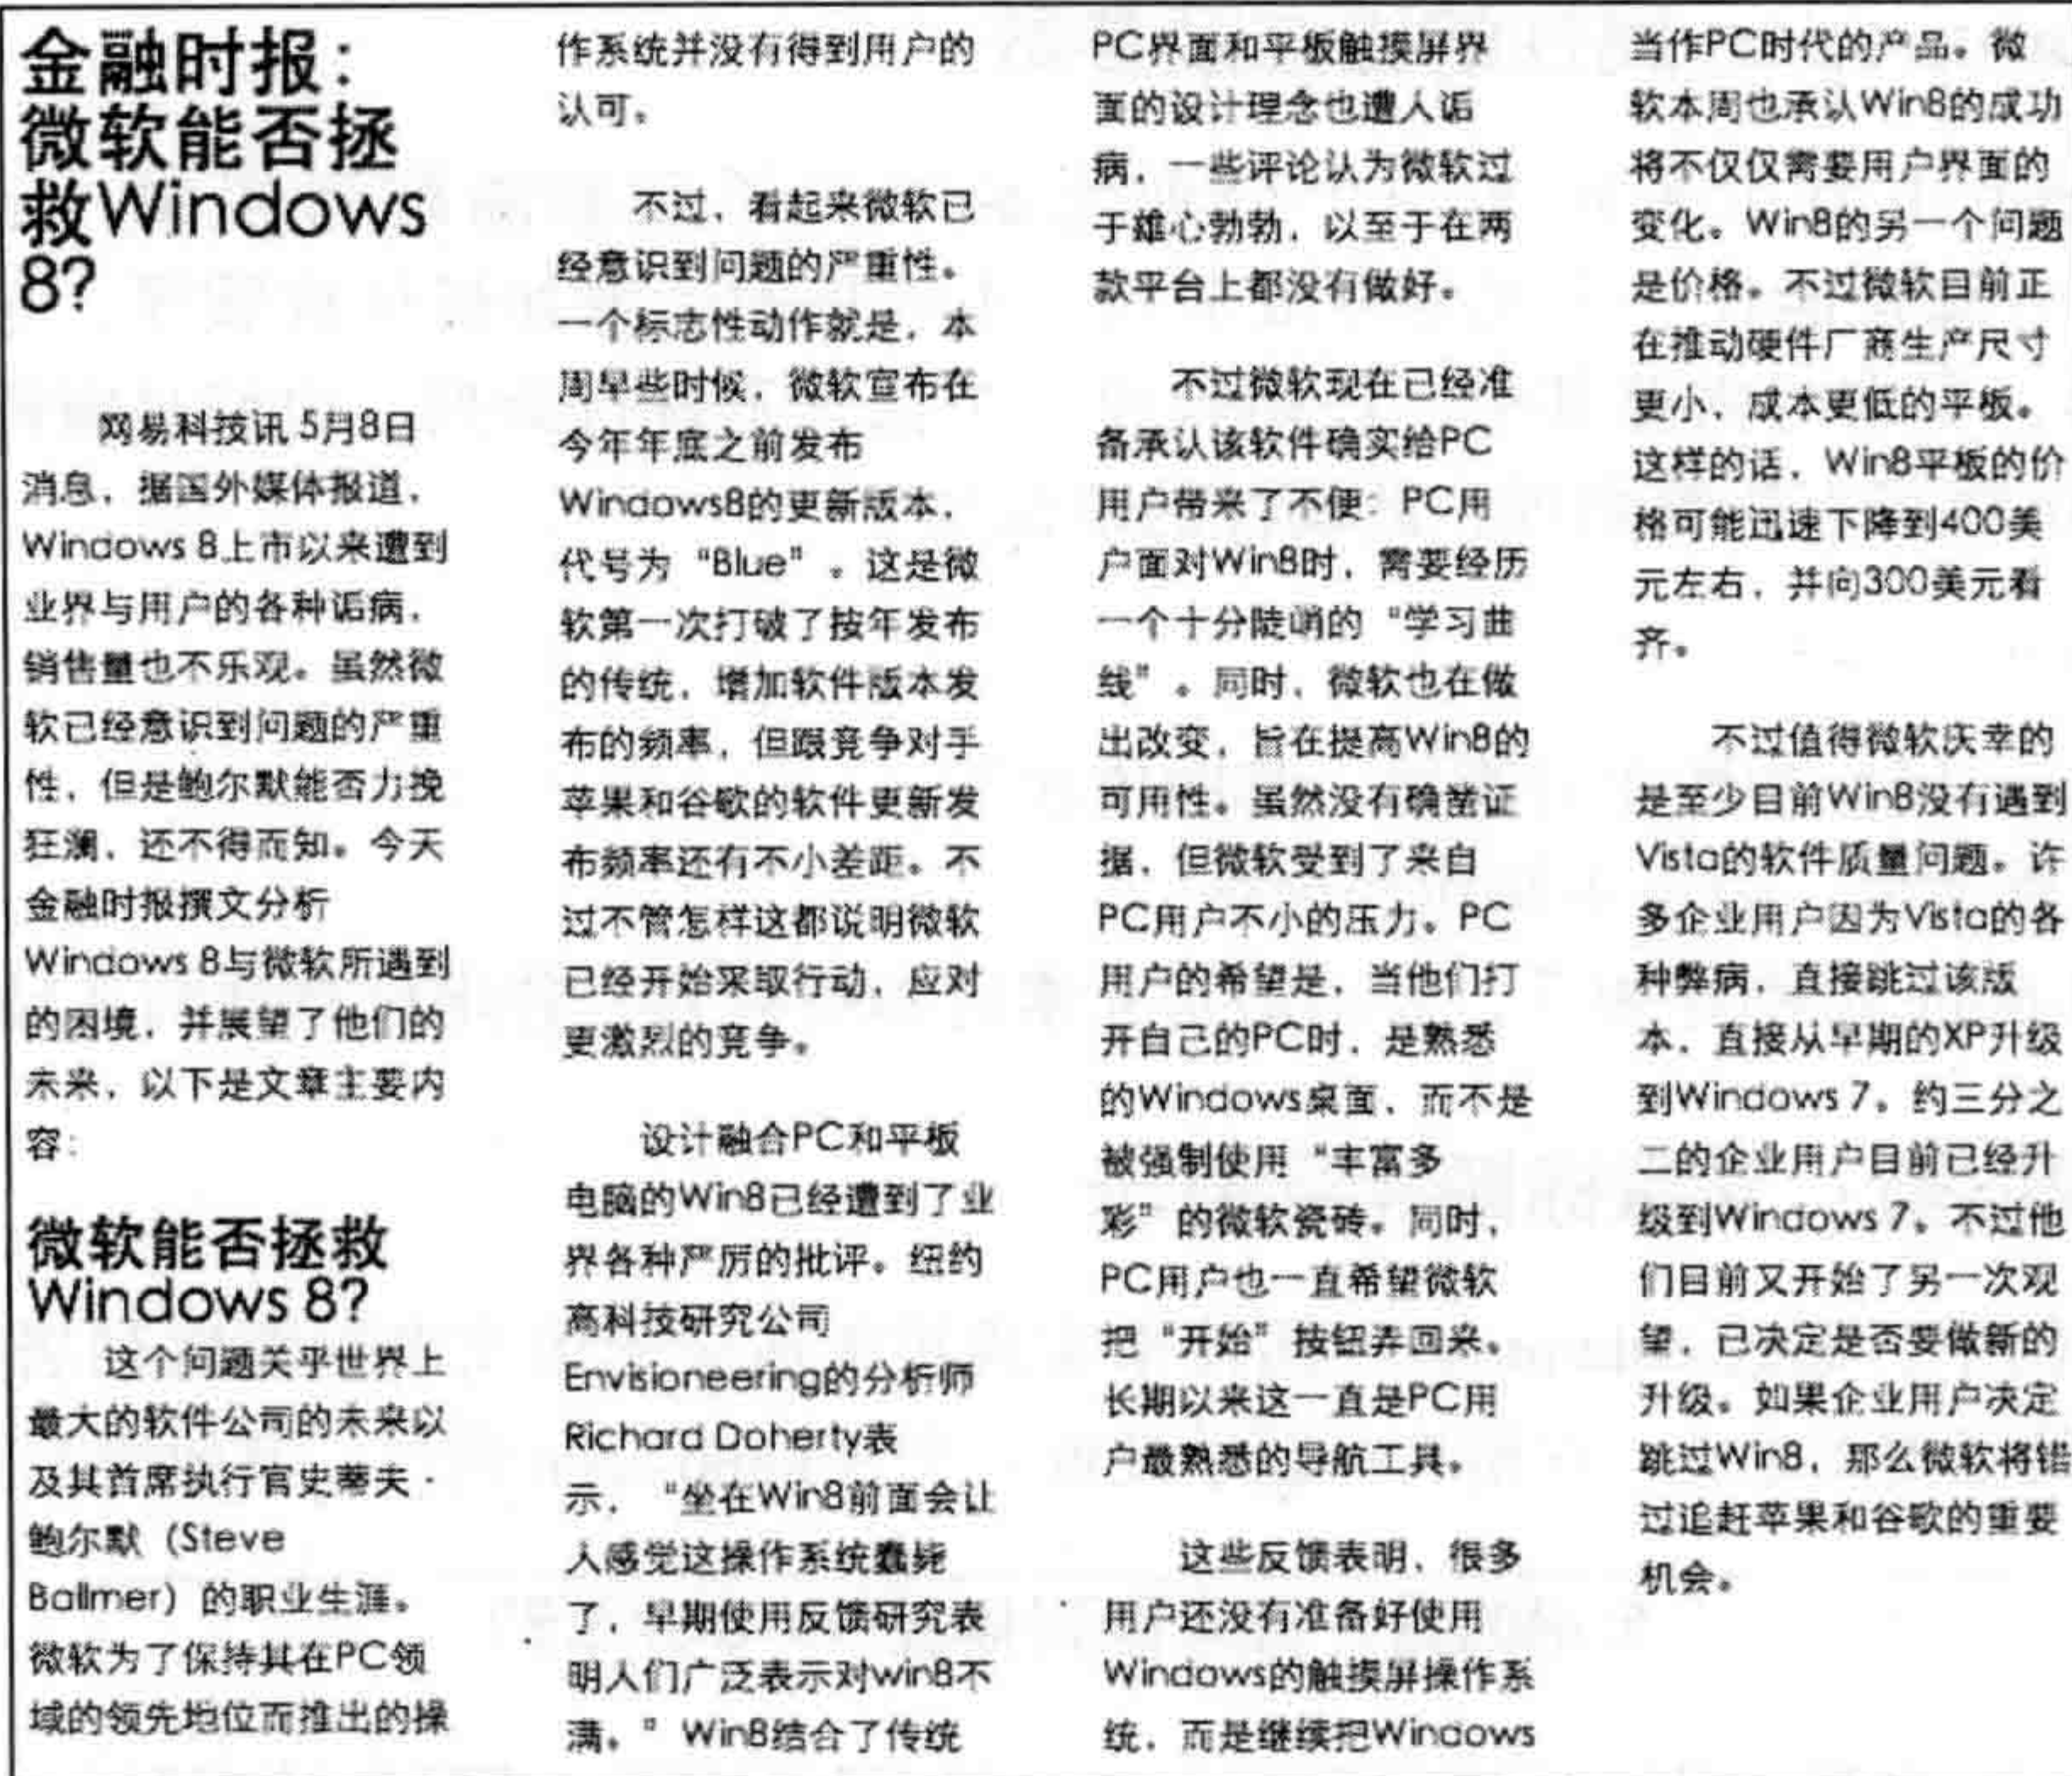 金融时报：
微软能否拯
救Windows
8?
网易科技讯 5月8日
消息，据国外媒体报道，
Windows 8上市以来遭到
业界与用户的各种诟病，
销售量也不乐观。虽然微
软已经意识到问题的严重
性，但是鲍尔默能否力挽
狂澜，还不得而知。今天
金融时报撰文分析
Windows 8与微软所遇到
的困境，并展望了他们的
未来，以下是文章主要内
容：
微软能否拯救
Windows 8?
这个问题关乎世界上
最大的软件公司的未来以
及其首席执行官史蒂夫·
鲍尔默（Steve
Ballmer）的职业生涯。
微软为了保持其在PC领
域的领先地位而推出的操
作系统并没有得到用户的
认可。
不过，看起来微软已
经意识到问题的严重性。
一个标志性动作就是，本
周早些时候，微软宣布在
今年年底之前发布
Windows8的更新版本，
代号为“Blue”。这是微
软第一次打破了按年发布
的传统，增加软件版本发
布的频率，但跟竞争对手
苹果和谷歌的软件更新发
布频率还有不小差距。不
过不管怎样这都说明微软
已经开始采取行动，应对
更激烈的竞争。
设计融合PC和平板
电脑的Win8已经遭到了业
界各种严厉的批评。纽约
高科技研究公司
Envisioneering的分析师
Richard Doherty表
示，“坐在Win8前面会让
人感觉这操作系统蠢毙
了，早期使用反馈研究表
明人们广泛表示对win8不
满。”Win8结合了传统
PC界面和平板触摸屏界
面的设计理念也遭人诟
病，一些评论认为微软过
于雄心勃勃，以至于在两
款平台上都没有做好。
不过微软现在已经准
备承认该软件确实给PC
用户带来了不便：PC用
户面对Win8时，需要经历
一个十分陡峭的“学习曲
线”。同时，微软也在做
出改变，旨在提高Win8的
可用性。虽然没有确凿证
据，但微软受到了来自
PC用户不小的压力。PC
用户的希望是，当他们打
开自己的PC时，是熟悉
的Windows桌面，而不是
被强制使用“丰富多
彩”的微软瓷砖。同时，
PC用户也一直希望微软
把“开始”按钮弄回来。
长期以来这一直是PC用
户最熟悉的导航工具。
这些反馈表明，很多
用户还没有准备好使用
Windows的触摸屏操作系
统，而是继续把Windows
当作PC时代的产品。微
软本周也承认Win8的成功
将不仅仅需要用户界面的
变化。Win8的另一个问题
是价格。不过微软目前正
在推动硬件厂商生产尺寸
更小，成本更低的平板。
这样的话，Win8平板的价
格可能迅速下降到400美
元左右，并向300美元看
齐。
不过值得微软庆幸的
是至少目前Win8没有遇到
Vista的软件质量问题。许
多企业用户因为Vista的各
种弊病，直接跳过该版
本，直接从早期的XP升级
到Windows 7。约三分之
二的企业用户目前已经升
级到Windows 7。不过他
们目前又开始了另一次观
望，已决定是否要做新的
升级。如果企业用户决定
跳过Win8，那么微软将错
过追赶苹果和谷歌的重要
机会。